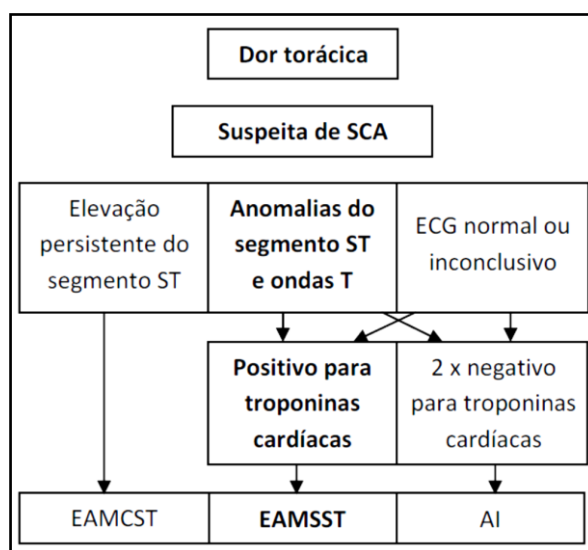 Dor torácica
Suspeita de SCA
Elevação
persistente do
segmento ST
Anomalias do
segmento ST
e ondas T
ECG normal ou
inconclusivo
Positivo para
troponinas
cardíacas
2 x negativo
para troponinas
cardíacas
EAMCST
EAMSST
AI